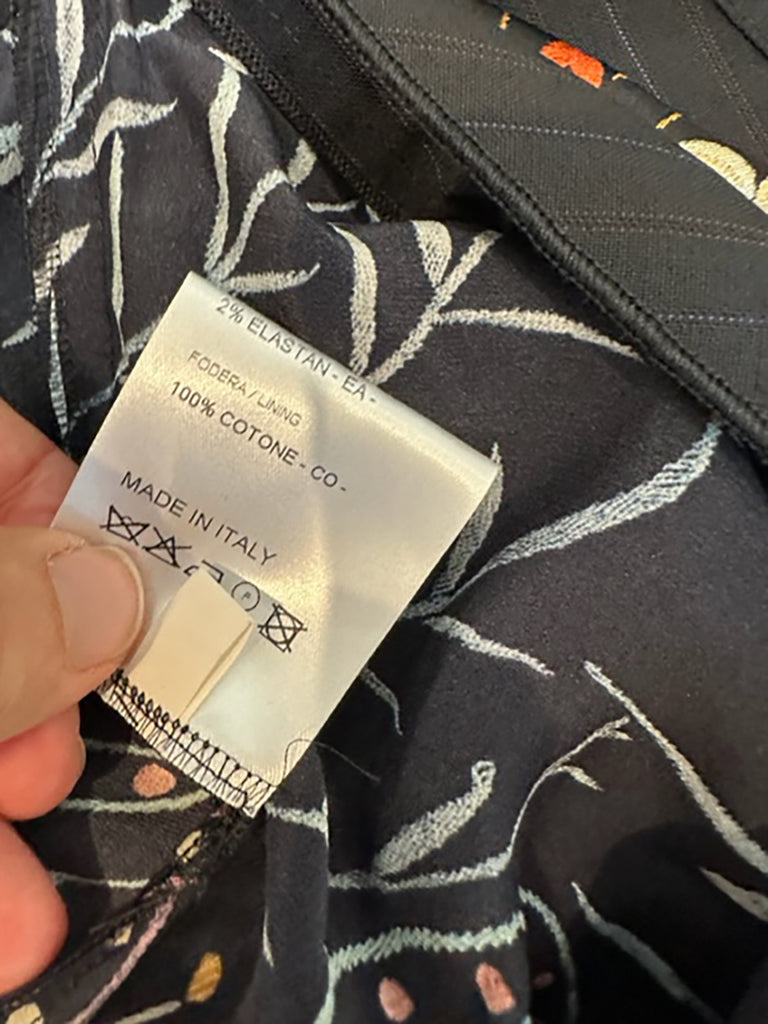 2% ELASTAN - EA -
FODERA / LINING
100% COTONE - CO -
MADE IN ITALY
P